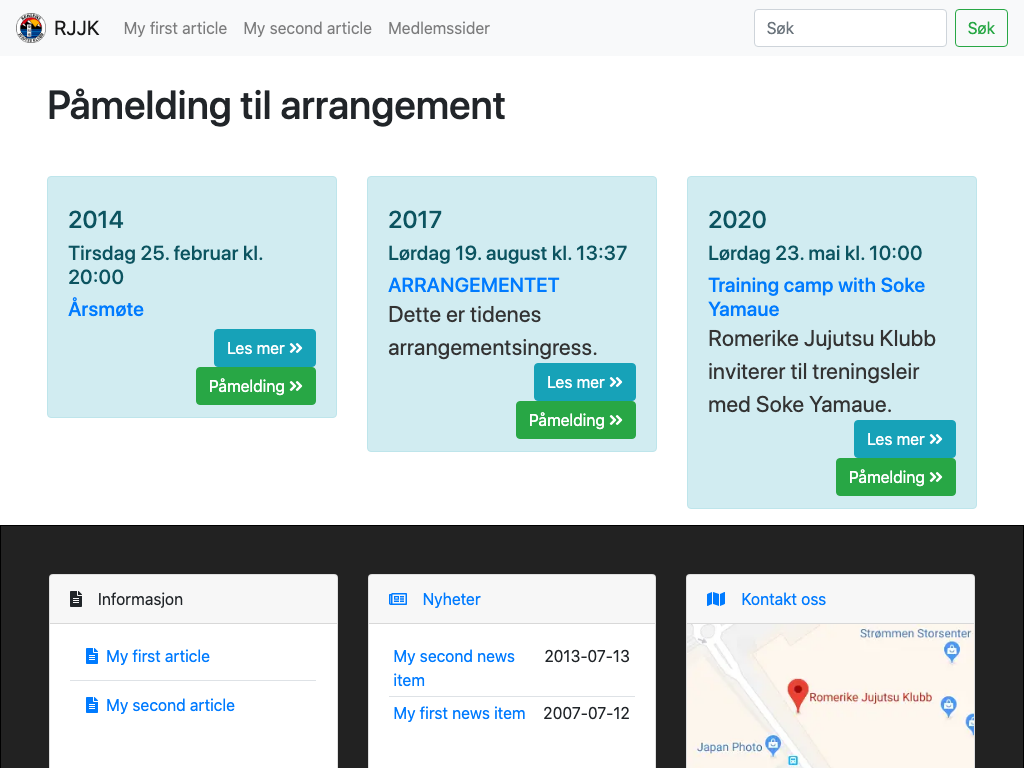 RJJK My first article My second article Medlemssider Søk Søk
Påmelding til arrangement
2014
Tirsdag 25. februar kl.
20:00
Årsmøte
Les mer
Påmelding
2017
Lørdag 19. august kl. 13:37
ARRANGEMENTET
Dette er tidenes
arrangementsingress.
Les mer
Påmelding
2020
Lørdag 23. mai kl. 10:00
Training camp with Soke
Yamaue
Romerike Jujutsu Klubb
inviterer til treningsleir
med Soke Yamaue.
Les mer
Påmelding
Informasjon
My first article
My second article
Nyheter
My second news 2013-07-13
item
My first news item 2007-07-12
Kontakt oss
Strømmen Storsenter
Romerike Jujutsu Klubb
Japan Photo